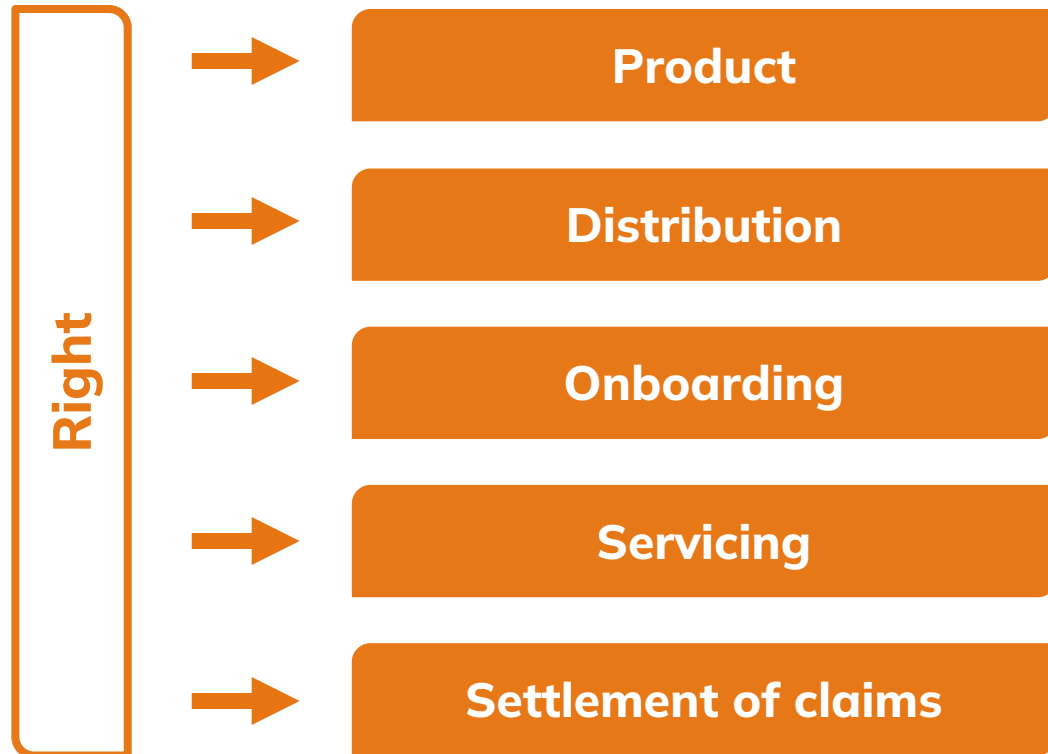 Right
Product
Distribution
Onboarding
Servicing
Settlement of claims